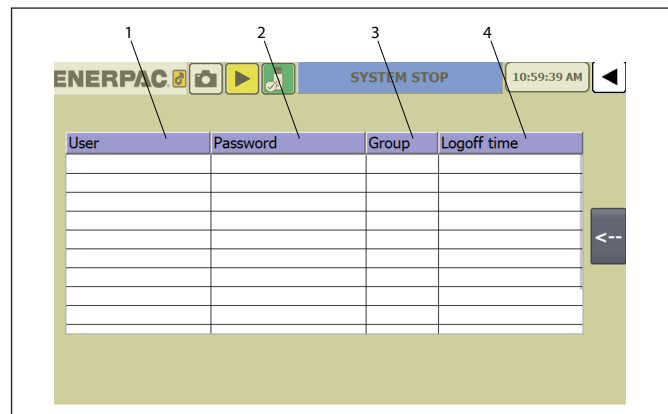 1 2 3 4
ENERPAC SYSTEM STOP 10:59:39 AM
User Password Group Logoff time
<--